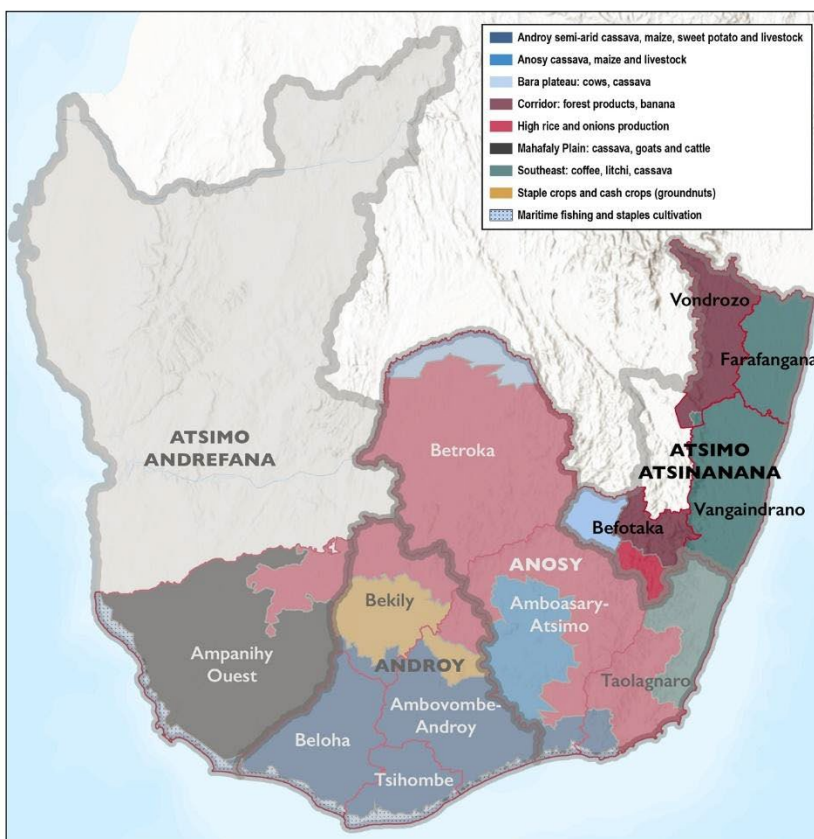 Androy semi-arid cassava, maize, sweet potato and livestock
Anosy cassava, maize and livestock
Bara plateau: cows, cassava
Corridor: forest products, banana
High rice and onions production
Mahafaly Plain: cassava, goats and cattle
Southeast: coffee, litchi, cassava
Staple crops and cash crops (groundnuts)
Maritime fishing and staples cultivation
Vondrozo
Farafangana
ATSIMO
ANDREFANA
Betroka
ATSIMO
ATSINANANA
Vangaindrano
Befotaka
ANOSY
Bekily
Amboasary-
Atsimo
Ampanihy
Ouest
ANDROY
Taolagnaro
Ambovombe-
Androy
Beloha
Tsihombe